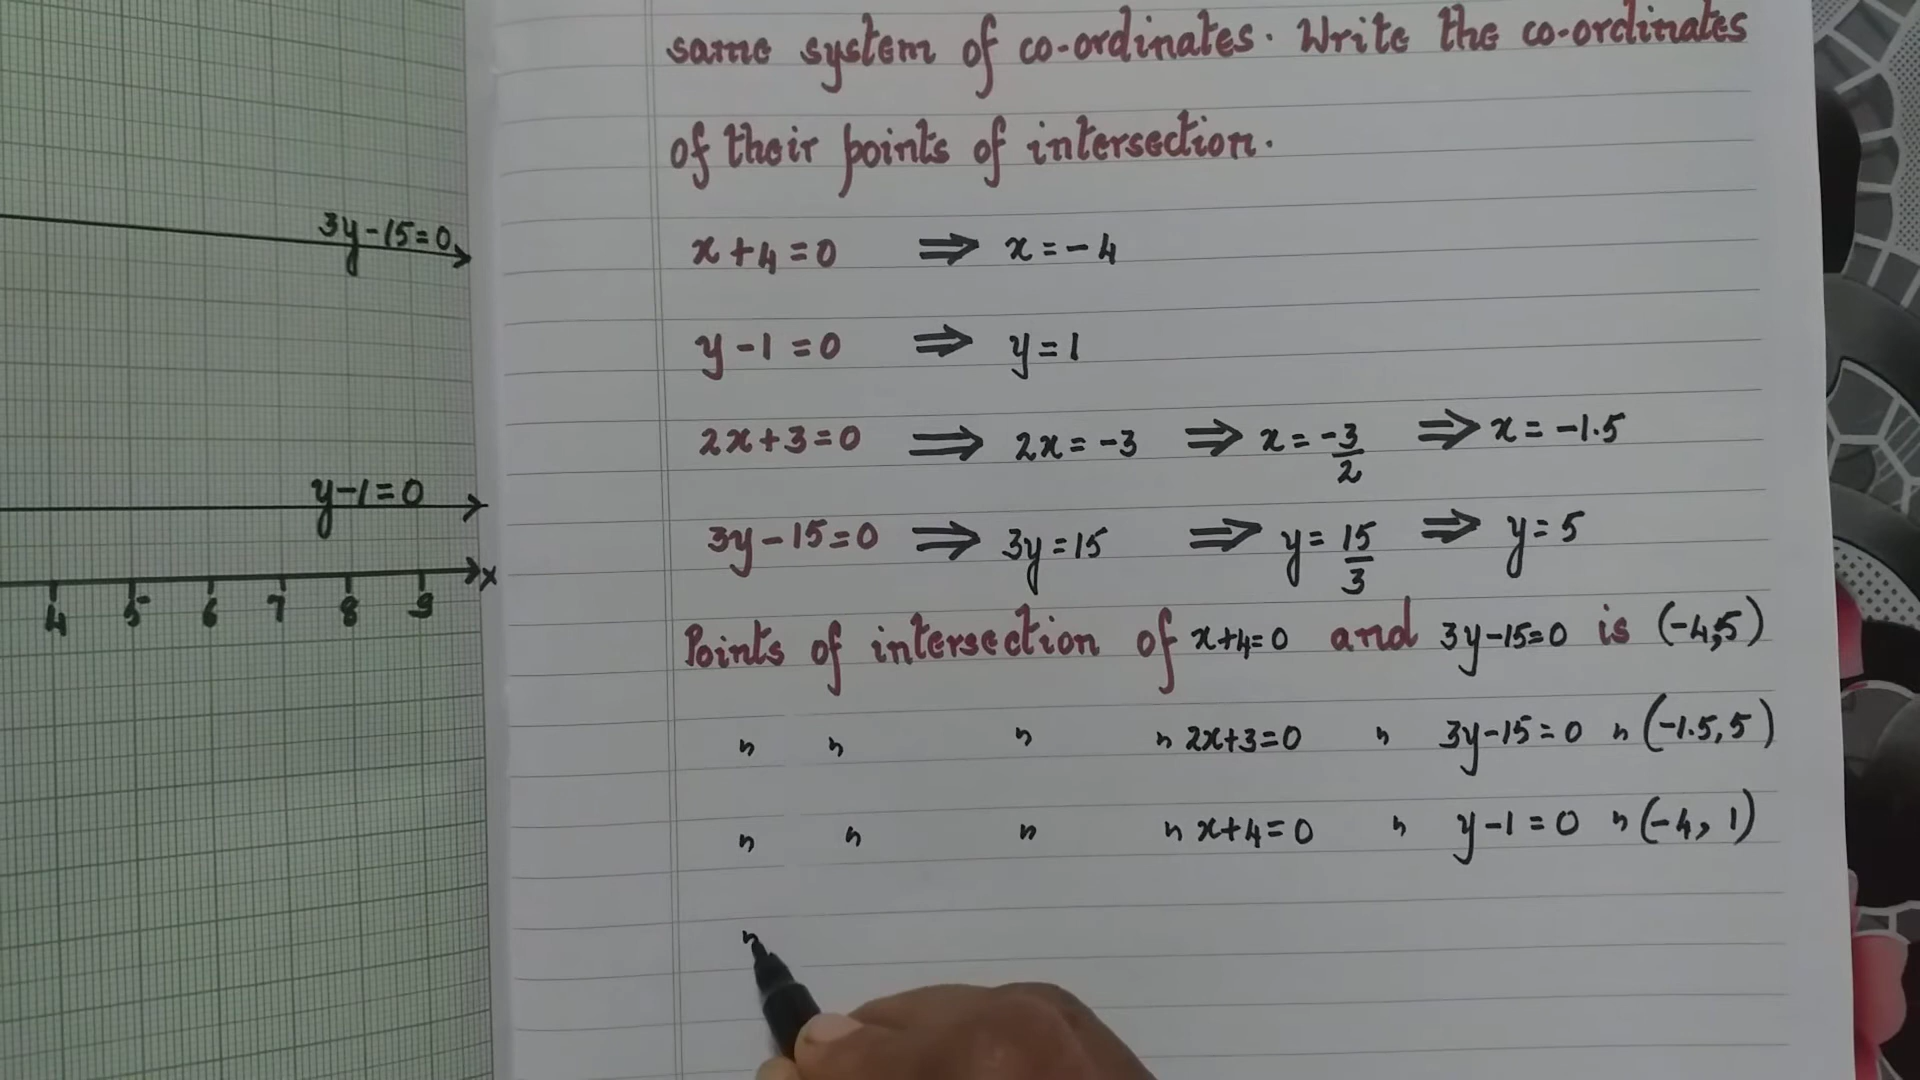 same system of co-ordinates. Write the co-ordinates
of their points of intersection.
x+4=0 ⟹ x=-4
y-1=0 ⟹ y=1
2x+3=0 ⟹ 2x=-3 ⟹ x=-3/2 ⟹ x=-1.5
3y-15=0 ⟹ 3y=15 ⟹ y=15/3 ⟹ y=5
Points of intersection of x+4=0 and 3y-15=0 is (-4,5)
" " " " 2x+3=0 " 3y-15=0 " (-1.5,5)
" " " " x+4=0 " y-1=0 " (-4, 1)
"
3y-15=0
y-1=0
x
4 5 6 7 8 9